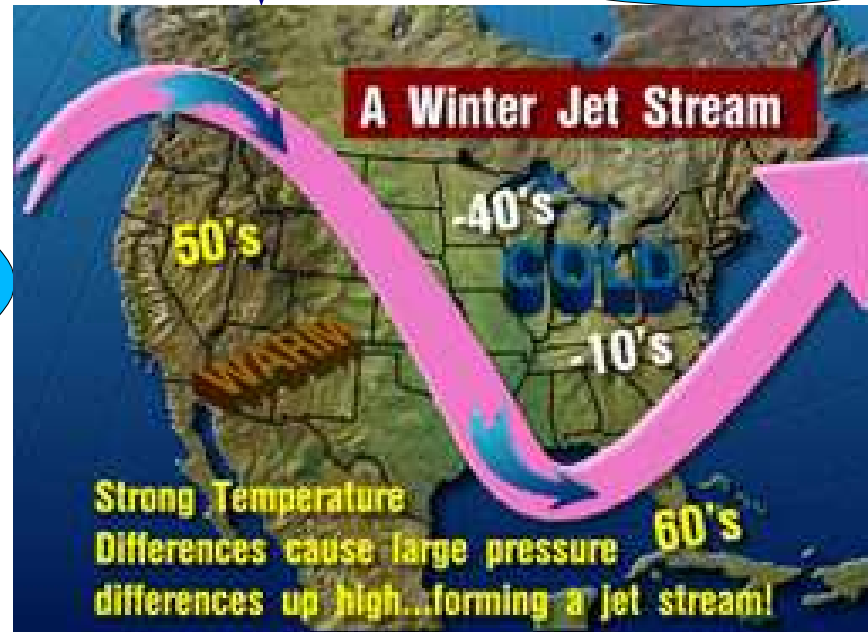 A Winter Jet Stream
-40's
50's
COLD
WARM
-10's
Strong Temperature
60's
Differences cause large pressure
differences up high...forming a jet stream!